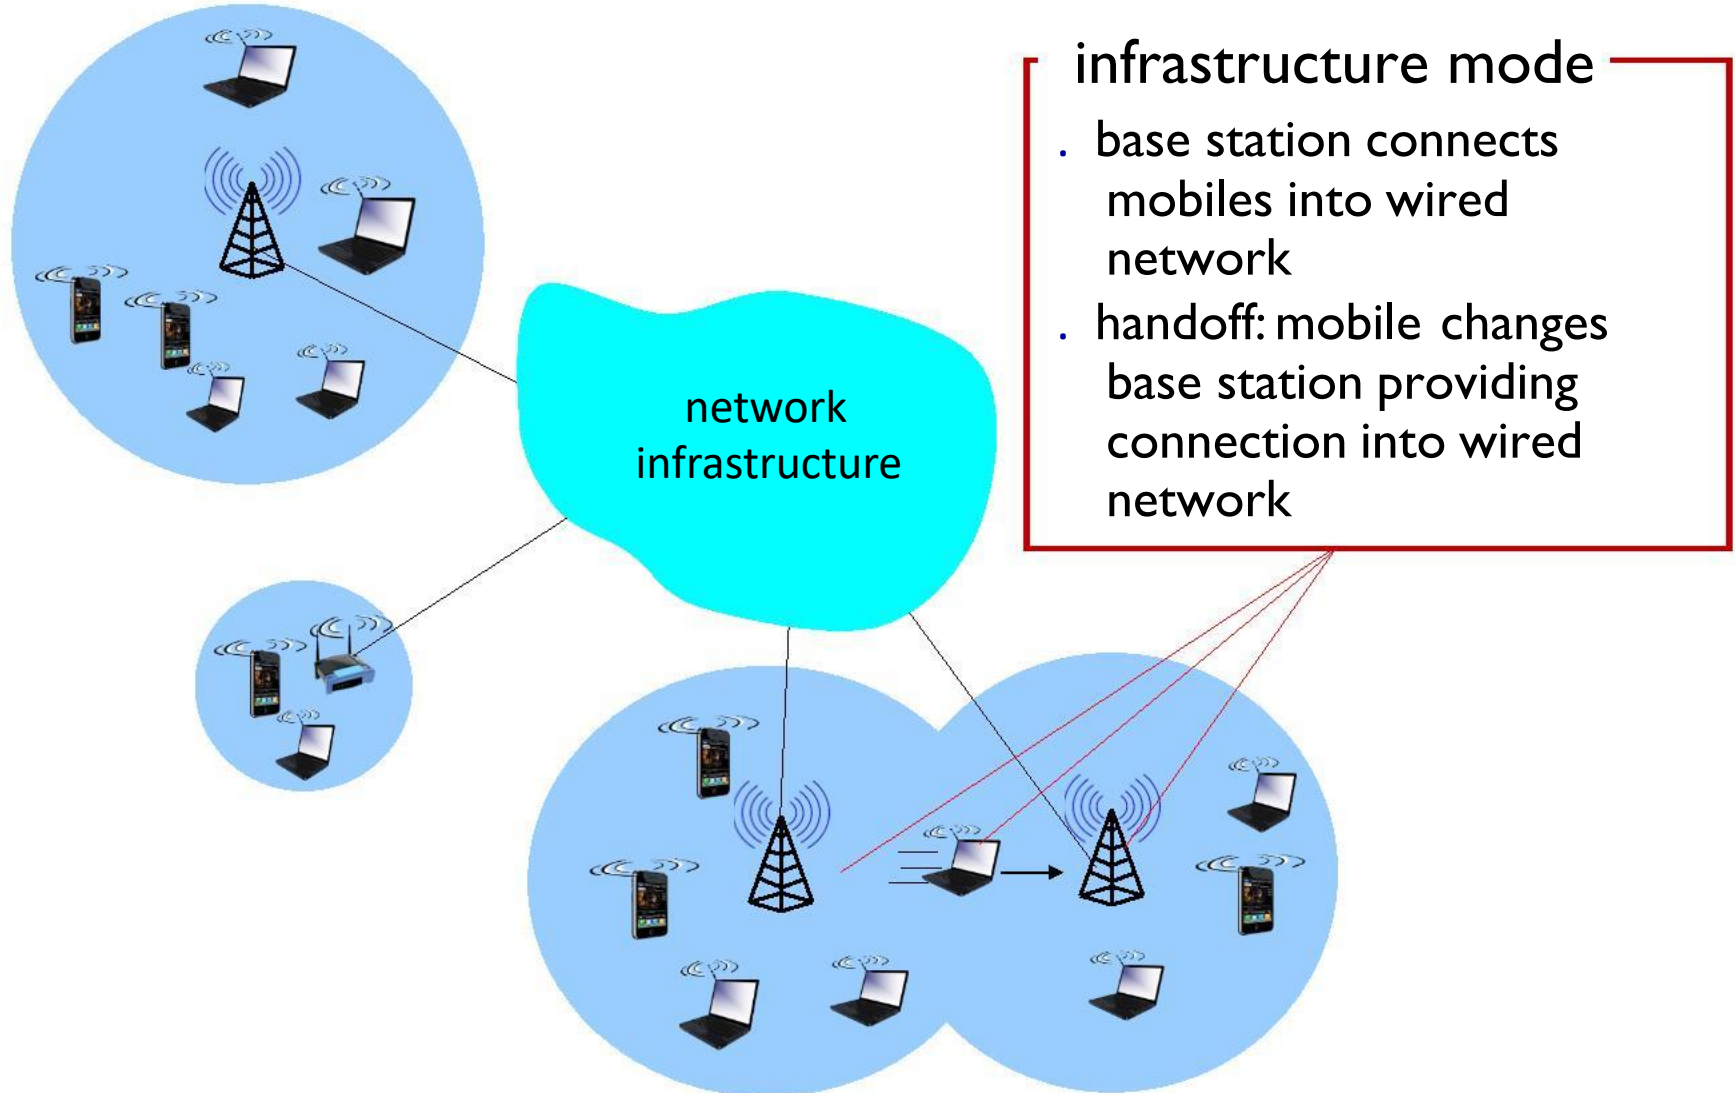 infrastructure mode
. base station connects
mobiles into wired
network
. handoff: mobile changes
base station providing
connection into wired
network
network
infrastructure